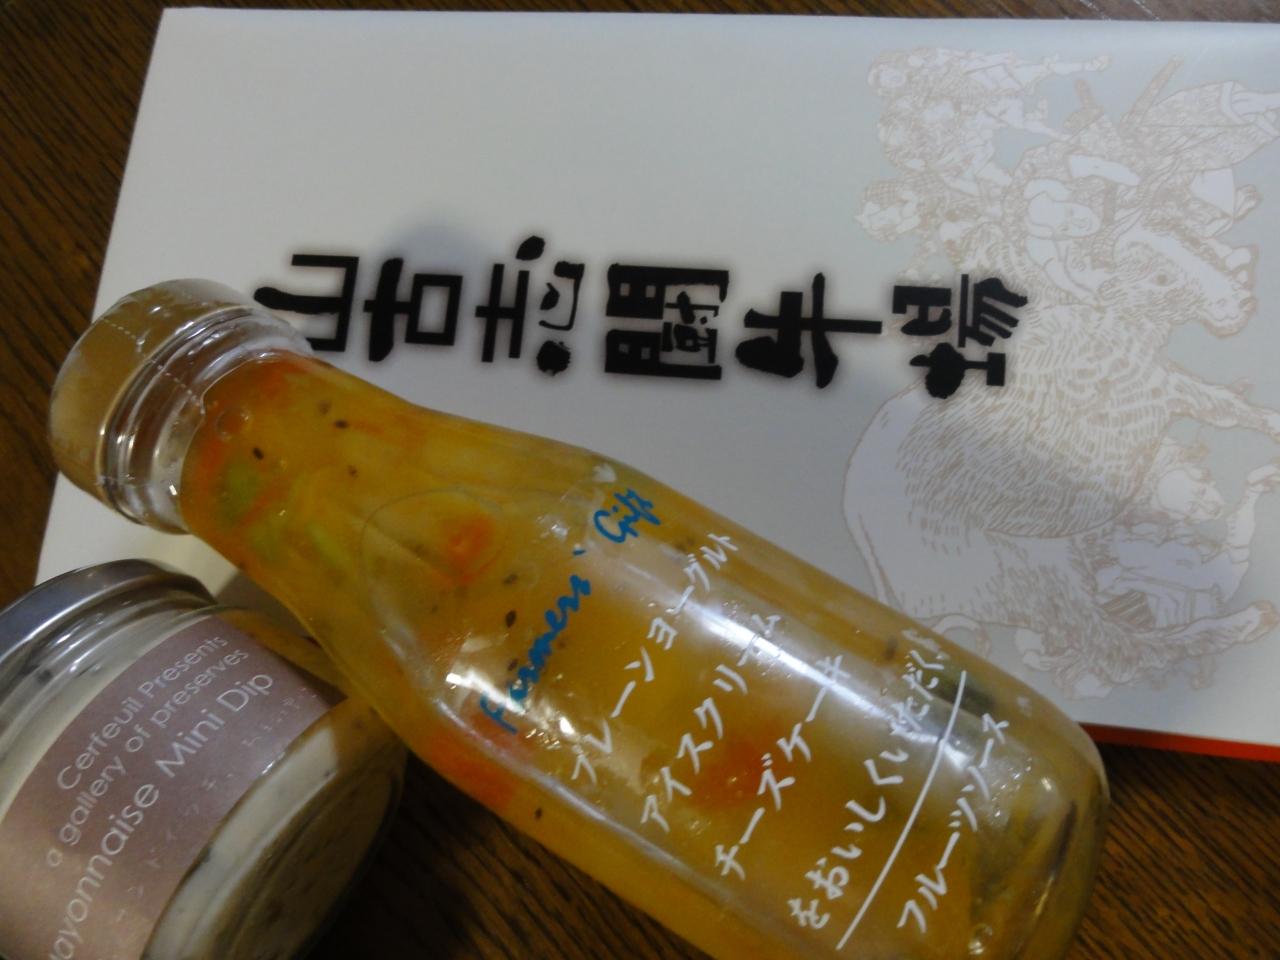 山古志闘牛場
Farmers' Gift
プレーンヨーグルト
アイスクリーム
チーズケーキ
をおいしくいただく
フルーツソース
Cerfeuil Presents
a gallery of preserves
ayonnaise Mini Dip